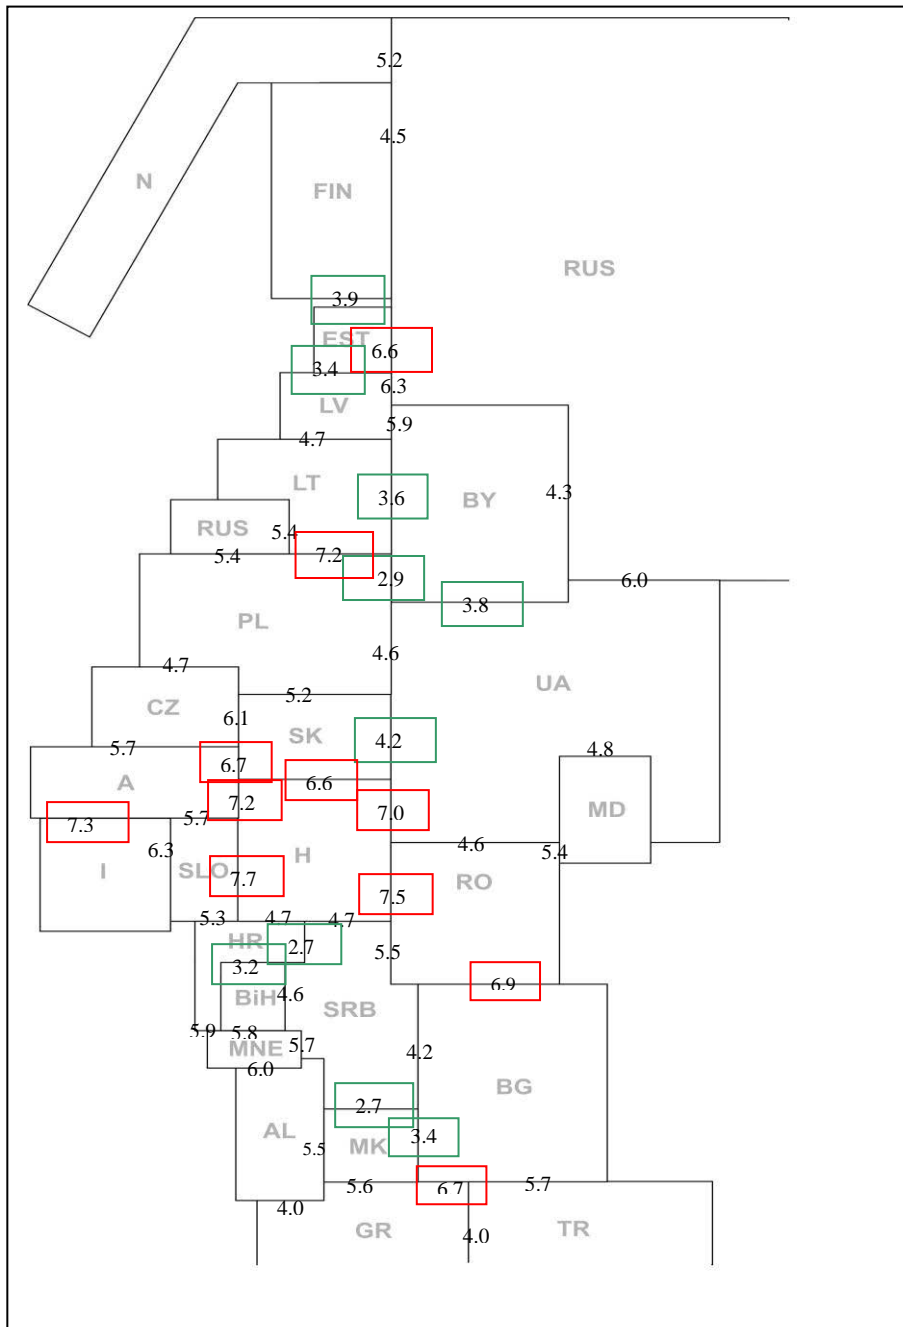 5.2
4.5
N
FIN
RUS
3.9
EST
6.6
3.4
6.3
LV
5.9
4.7
LT
3.6
BY
4.3
RUS
5.4
5.4
7.2
2.9
6.0
3.8
PL
4.6
4.7
UA
5.2
CZ
6.1
SK
4.2
5.7
4.8
6.7
A
6.6
7.2
7.0
MD
7.3
5.7
4.6
6.3
5.4
H
I
SLO
7.7
RO
7.5
5.3
4.7
4.7
HR
2.7
5.5
3.2
6.9
BiH
4.6
SRB
5.9
5.8
MNE
5.7
4.2
6.0
BG
2.7
AL
3.4
5.5
MK
5.6
6.7
5.7
4.0
GR
4.0
TR